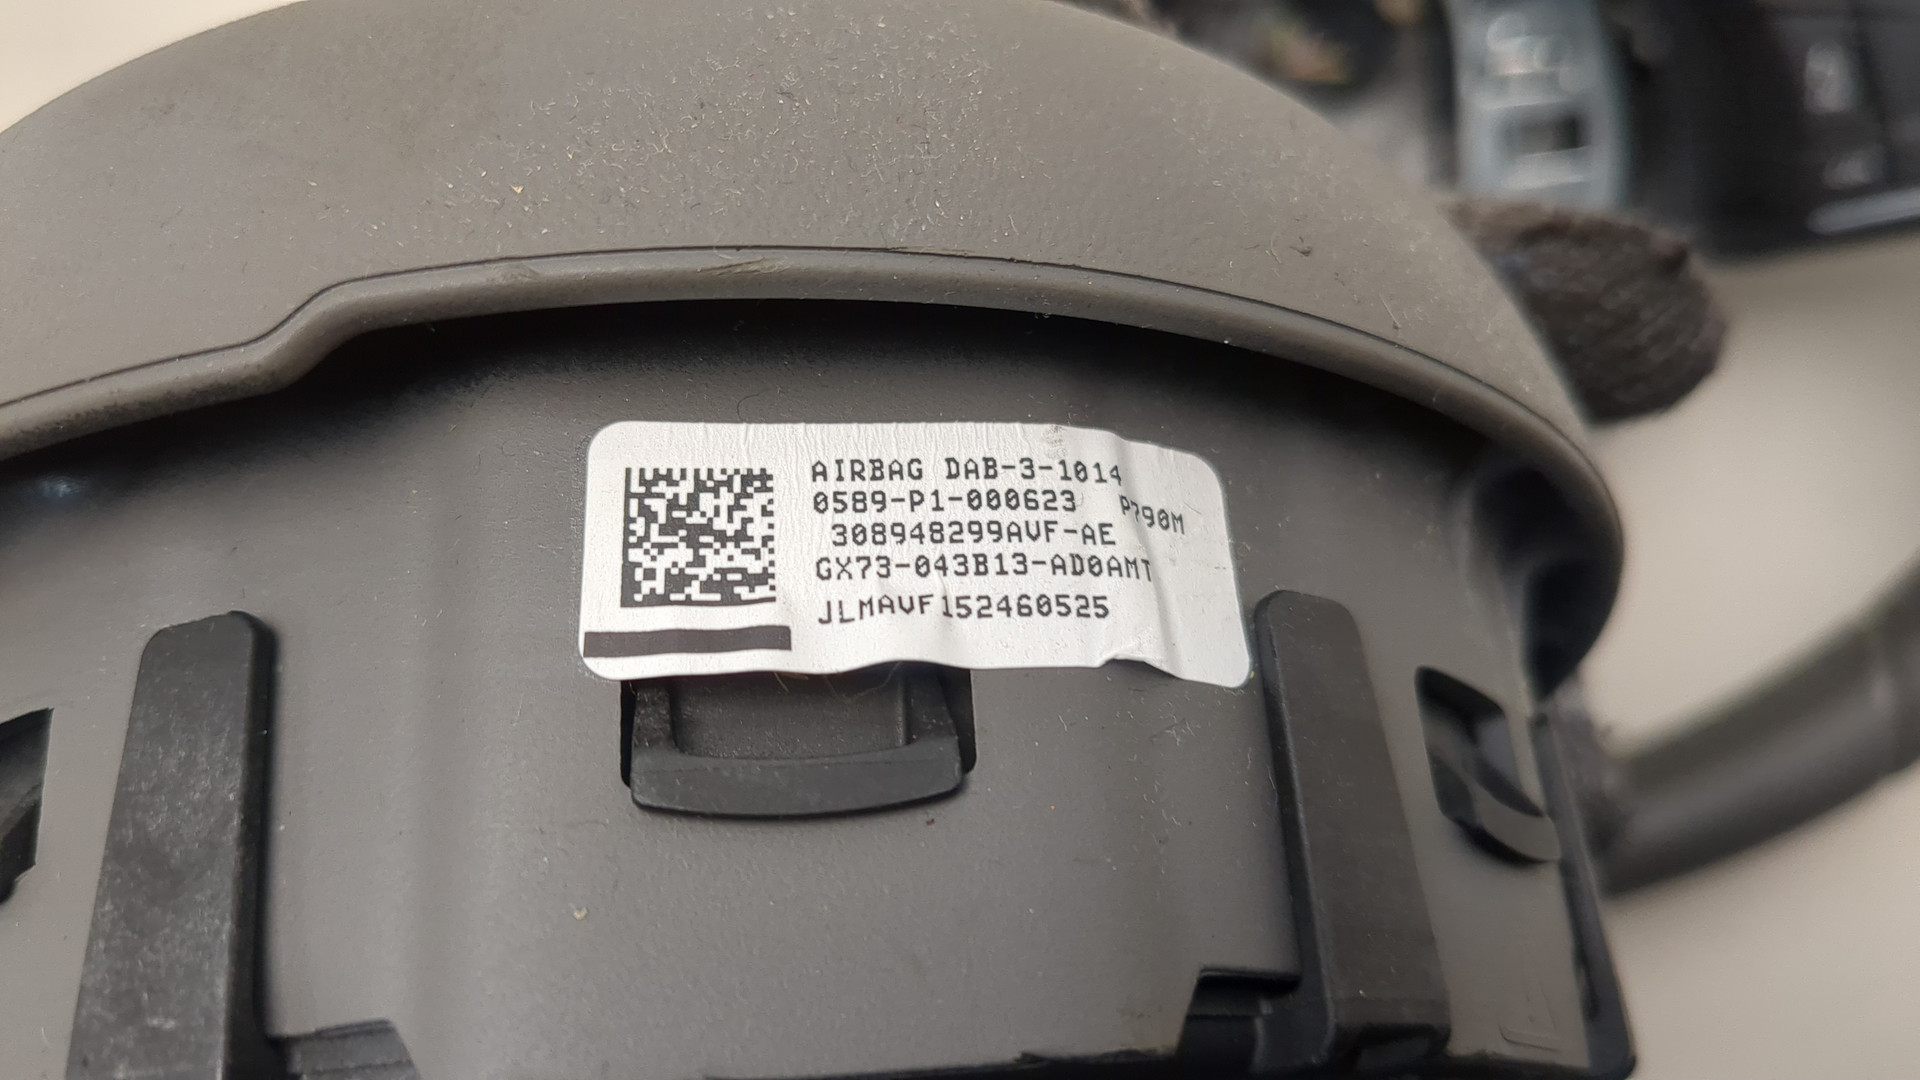 AIRBAG DAB-3-1014
0589-P1-000623 P790M
308948299AVF-AE
GX73-043B13-AD0AMT
JLMAVF152460525